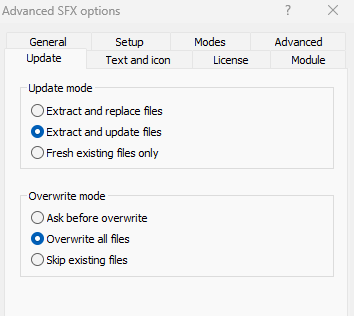 Advanced SFX options ? ×
General Setup Modes Advanced
Update Text and icon License Module
Update mode
Extract and replace files
Extract and update files
Fresh existing files only
Overwrite mode
Ask before overwrite
Overwrite all files
Skip existing files